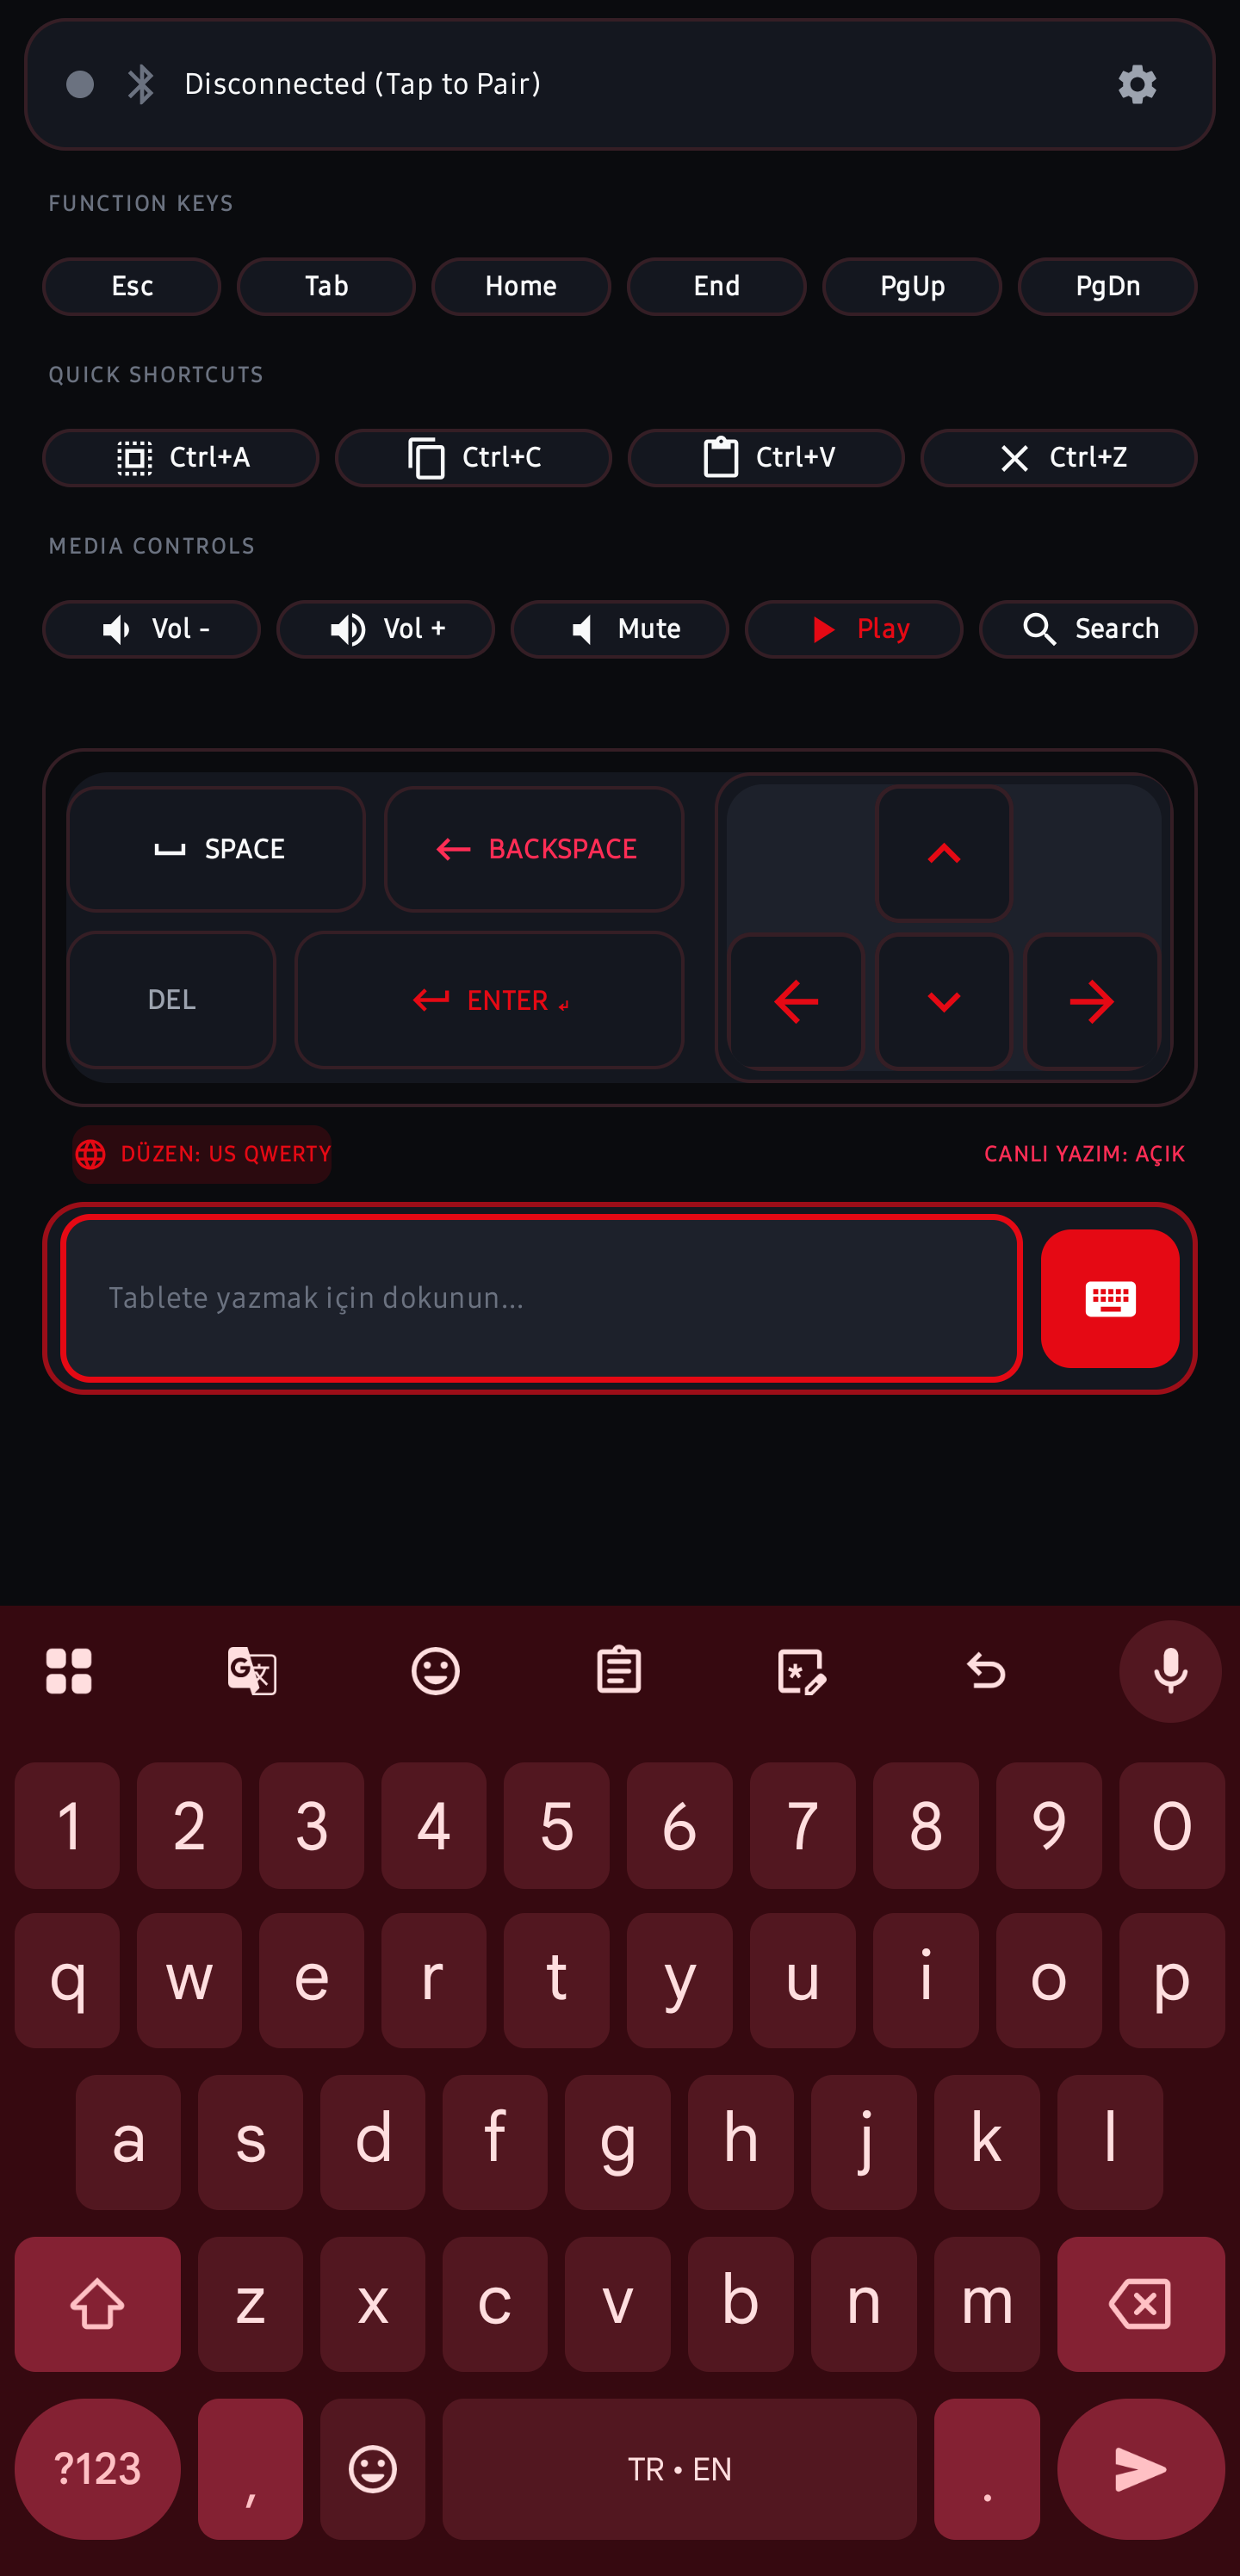 Disconnected (Tap to Pair)
FUNCTION KEYS
Esc Tab Home End PgUp PgDn
QUICK SHORTCUTS
Ctrl+A Ctrl+C Ctrl+V Ctrl+Z
MEDIA CONTROLS
Vol - Vol + Mute Play Search
SPACE BACKSPACE
DEL ENTER ↲
DÜZEN: US QWERTY CANLI YAZIM: AÇIK
Tablete yazmak için dokunun...
1 2 3 4 5 6 7 8 9 0
q w e r t y u i o p
a s d f g h j k l
z x c v b n m
?123 , TR • EN .